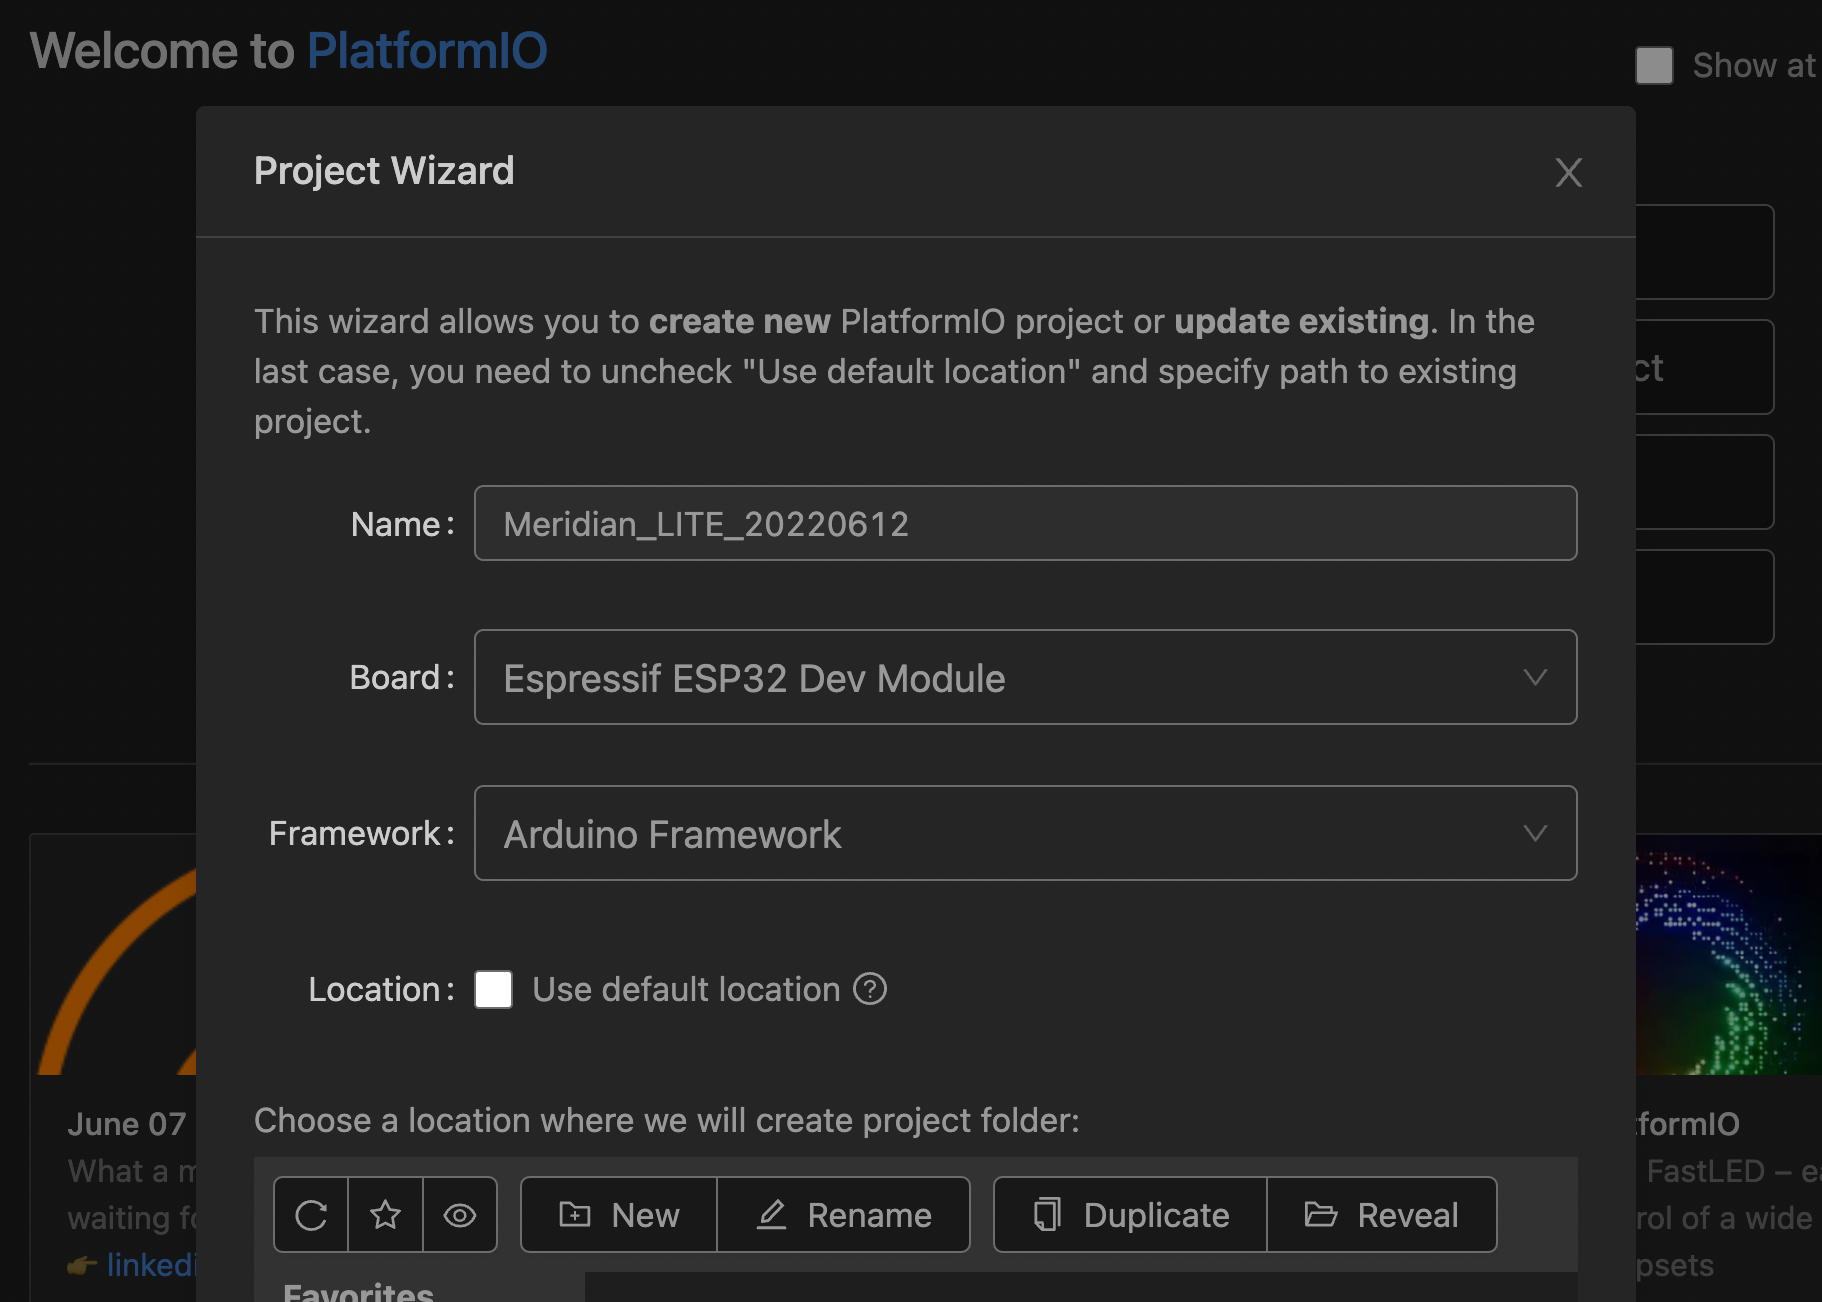 Welcome to PlatformIO
Show at
Project Wizard
This wizard allows you to create new PlatformIO project or update existing. In the
last case, you need to uncheck "Use default location" and specify path to existing
project.
Name:
Meridian_LITE_20220612
Board:
Espressif ESP32 Dev Module
Framework:
Arduino Framework
Location:
Use default location
Choose a location where we will create project folder:
New
Rename
Duplicate
Reveal
Favorites
ct
June 07
What a m
waiting fo
linkedi
tformIO
FastLED – ea
rol of a wide
psets